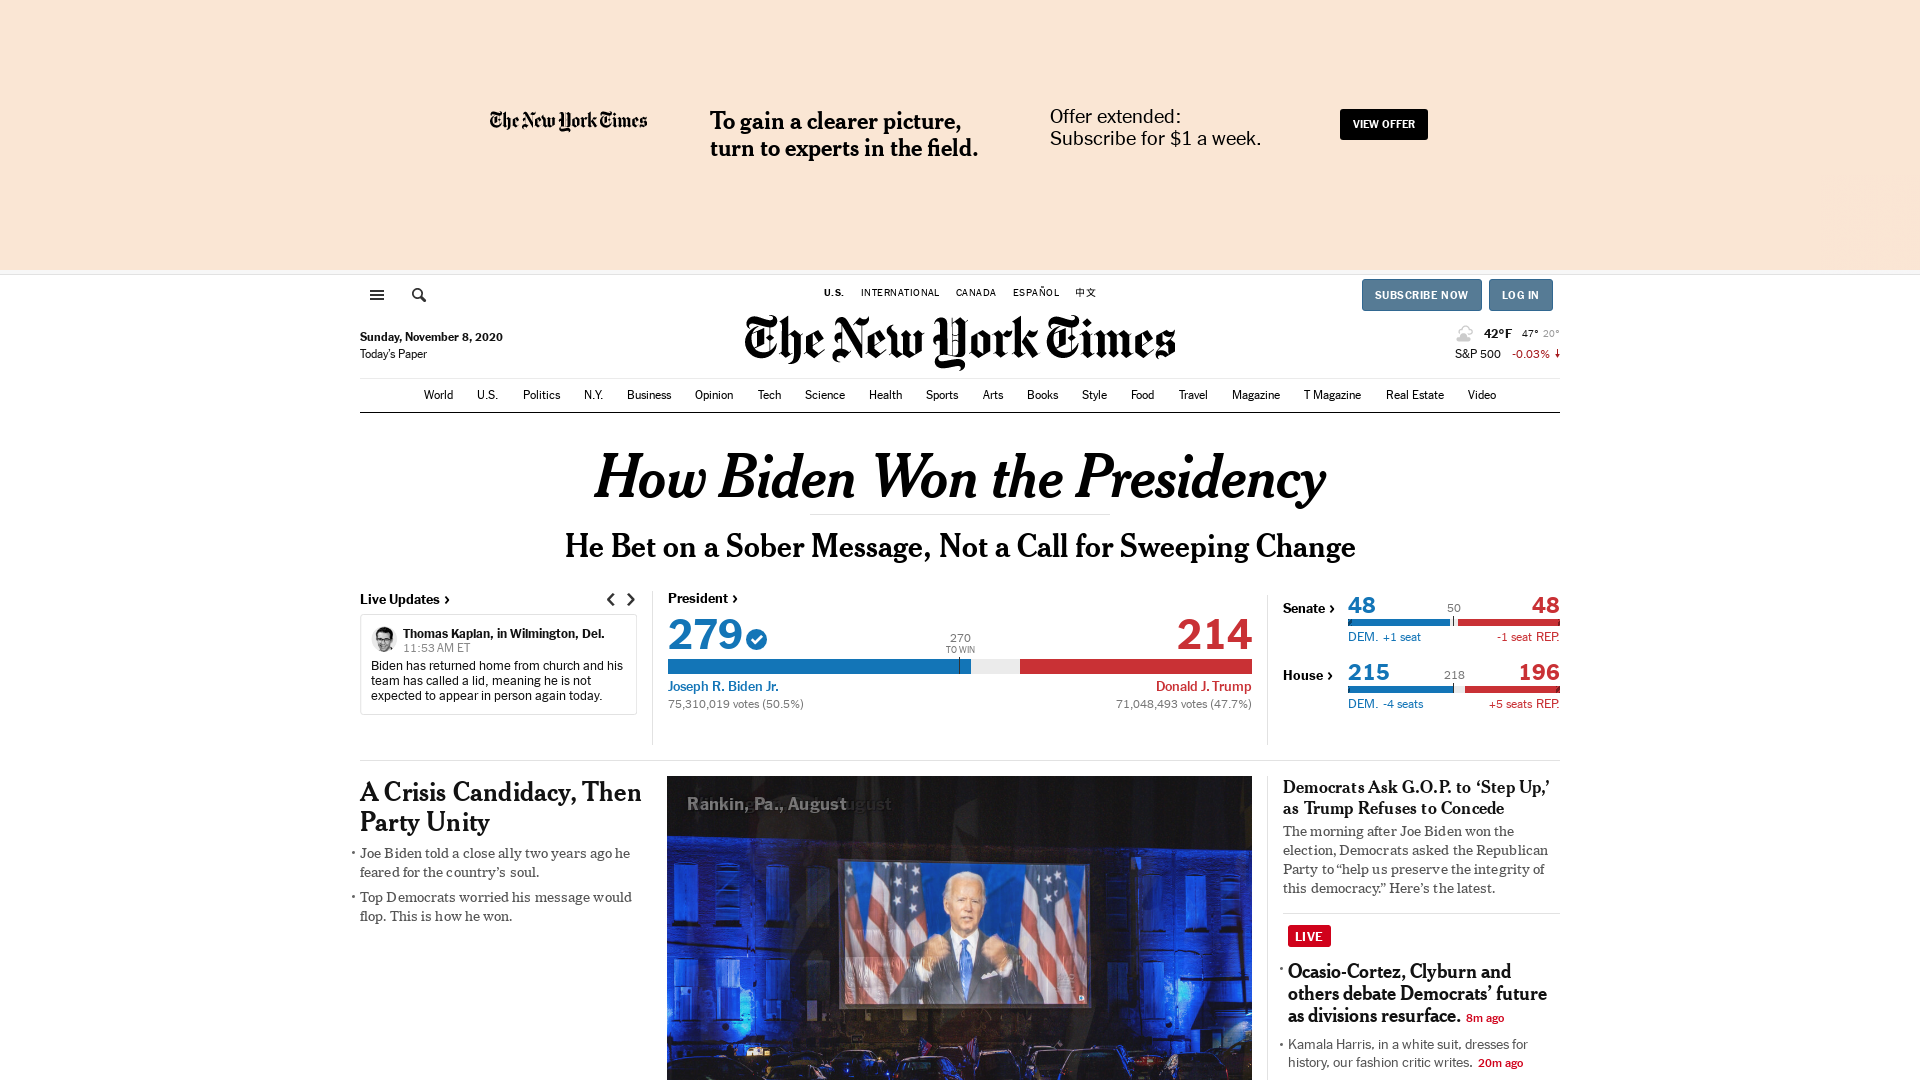 The New York Times
To gain a clearer picture,
turn to experts in the field.
Offer extended:
Subscribe for $1 a week.
VIEW OFFER
U.S. INTERNATIONAL CANADA ESPAÑOL 中文
SUBSCRIBE NOW LOG IN
Sunday, November 8, 2020
Today's Paper
The New York Times
42°F 47° 20°
S&P 500 -0.03%
World U.S. Politics N.Y. Business Opinion Tech Science Health Sports Arts Books Style Food Travel Magazine T Magazine Real Estate Video
How Biden Won the Presidency
He Bet on a Sober Message, Not a Call for Sweeping Change
Live Updates
Thomas Kaplan, in Wilmington, Del.
11:53 AM ET
Biden has returned home from church and his
team has called a lid, meaning he is not
expected to appear in person again today.
President
279
270
TO WIN
214
Joseph R. Biden Jr.
Donald J. Trump
75,310,019 votes (50.5%)
71,048,493 votes (47.7%)
Senate
48 50 48
DEM. +1 seat
-1 seat REP.
House
215 218 196
DEM. -4 seats
+5 seats REP.
A Crisis Candidacy, Then
Party Unity
• Joe Biden told a close ally two years ago he
feared for the country’s soul.
• Top Democrats worried his message would
flop. This is how he won.
Rankin, Pa., August
Democrats Ask G.O.P. to ‘Step Up,’
as Trump Refuses to Concede
The morning after Joe Biden won the
election, Democrats asked the Republican
Party to “help us preserve the integrity of
this democracy.” Here’s the latest.
LIVE
• Ocasio-Cortez, Clyburn and
others debate Democrats’ future
as divisions resurface. 8m ago
• Kamala Harris, in a white suit, dresses for
history, our fashion critic writes. 20m ago